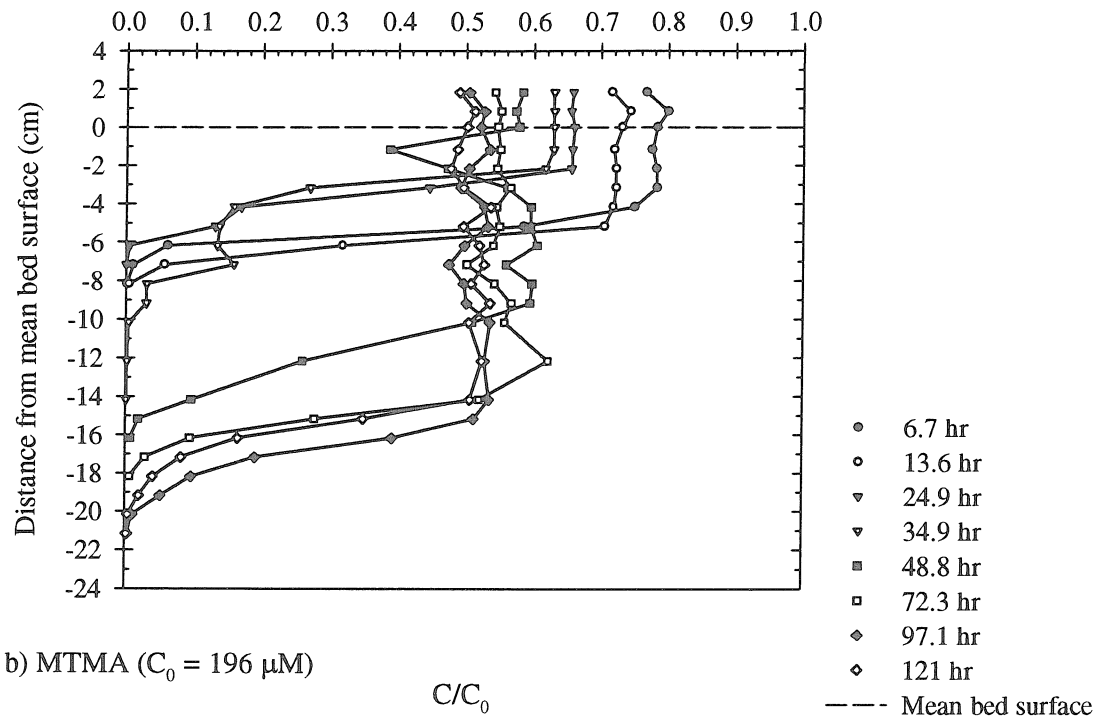 0.0 0.1 0.2 0.3 0.4 0.5 0.6 0.7 0.8 0.9 1.0
4
2
0
-2
-4
-6
-8
-10
-12
-14
-16
-18
-20
-22
-24
Distance from mean bed surface (cm)
6.7 hr
13.6 hr
24.9 hr
34.9 hr
48.8 hr
72.3 hr
97.1 hr
121 hr
Mean bed surface
b) MTMA (C₀ = 196 μM)
C/C₀